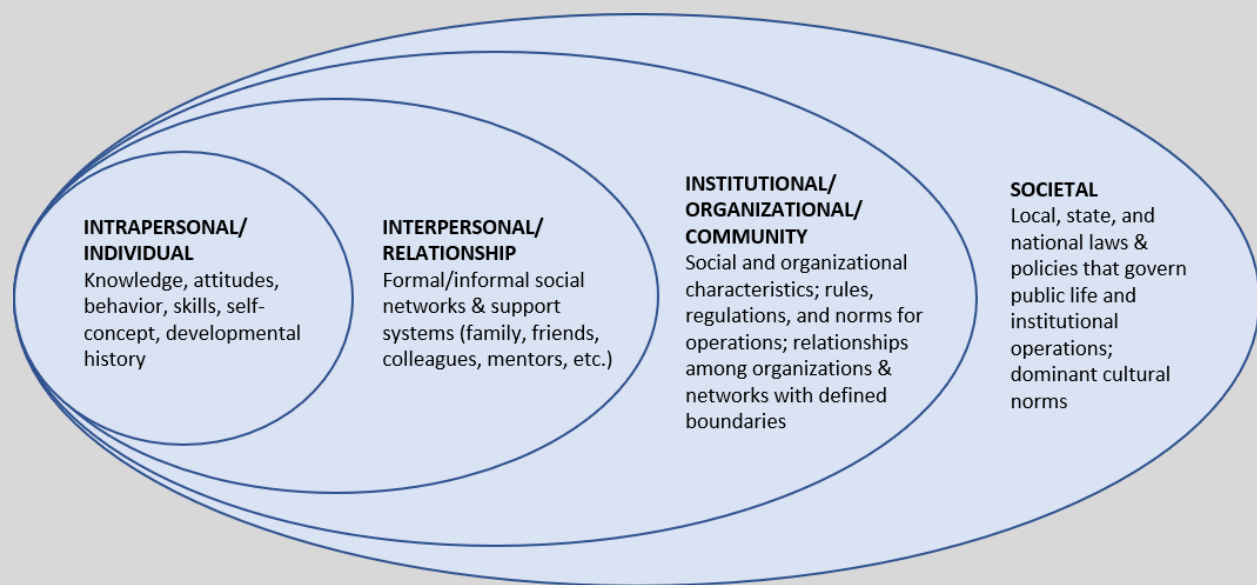 INTRAPERSONAL/
INDIVIDUAL
Knowledge, attitudes,
behavior, skills, self-
concept, developmental
history
INTERPERSONAL/
RELATIONSHIP
Formal/informal social
networks & support
systems (family, friends,
colleagues, mentors, etc.)
INSTITUTIONAL/
ORGANIZATIONAL/
COMMUNITY
Social and organizational
characteristics; rules,
regulations, and norms for
operations; relationships
among organizations &
networks with defined
boundaries
SOCIETAL
Local, state, and
national laws &
policies that govern
public life and
institutional
operations;
dominant cultural
norms